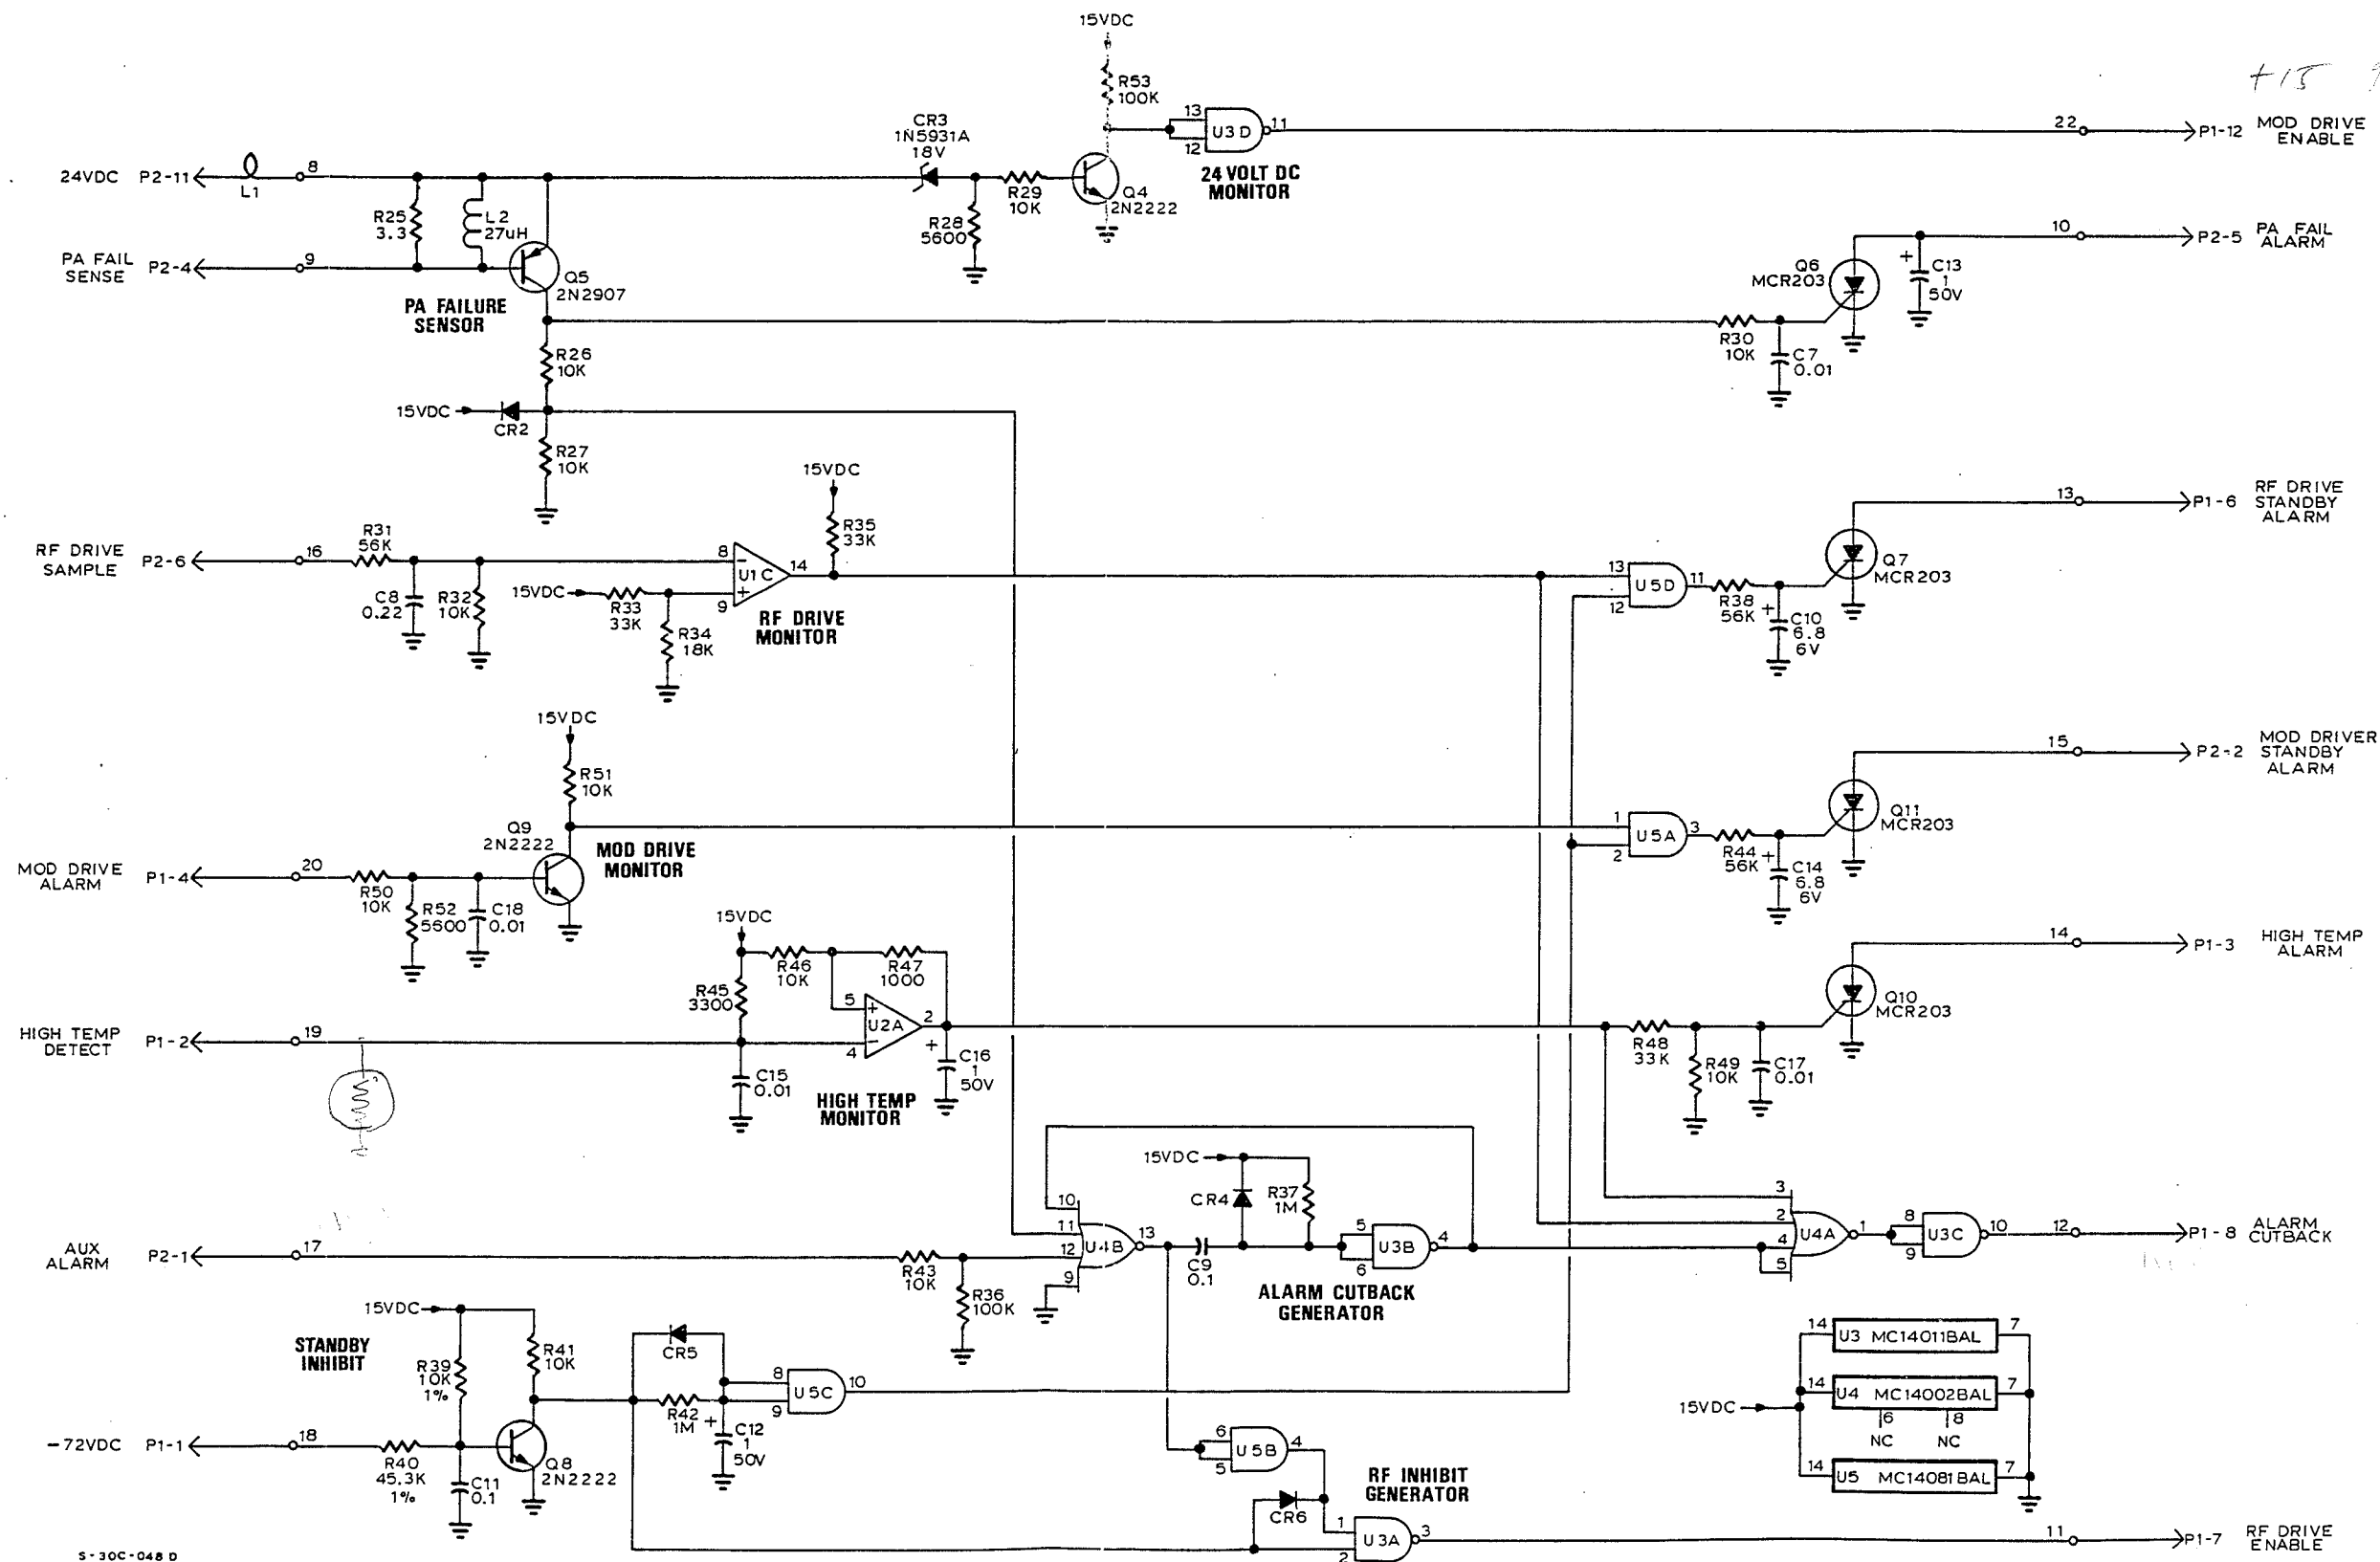 15VDC
+15
R53
100K
CR3
1N5931A
18V
13
12
U3D
11
22
P1-12
MOD DRIVE
ENABLE
24VDC P2-11
L1
8
R25
3.3
L2
27uH
R28
5600
R29
10K
Q4
2N2222
24 VOLT DC
MONITOR
PA FAIL
SENSE
P2-4
9
Q5
2N2907
PA FAILURE
SENSOR
Q6
MCR203
C13
1
50V
10
P2-5
PA FAIL
ALARM
R30
10K
C7
0.01
R26
10K
15VDC
CR2
R27
10K
RF DRIVE
SAMPLE
P2-6
16
R31
56K
C8
0.22
R32
10K
15VDC
R33
33K
R34
18K
8
9
-
+
U1C
14
15VDC
R35
33K
RF DRIVE
MONITOR
13
12
U5D
11
R38
56K
+
C10
6.8
6V
Q7
MCR203
13
P1-6
RF DRIVE
STANDBY
ALARM
MOD DRIVE
ALARM
P1-4
20
R50
10K
R52
5600
C18
0.01
Q9
2N2222
15VDC
R51
10K
MOD DRIVE
MONITOR
1
2
U5A
3
R44
56K
+
C14
6.8
6V
Q11
MCR203
15
P2-2
MOD DRIVER
STANDBY
ALARM
HIGH TEMP
DETECT
P1-2
19
15VDC
R45
3300
R46
10K
R47
1000
5
4
+
-
U2A
2
C15
0.01
+
C16
1
50V
HIGH TEMP
MONITOR
R48
33K
R49
10K
C17
0.01
Q10
MCR203
14
P1-3
HIGH TEMP
ALARM
AUX
ALARM
P2-1
17
R43
10K
R36
100K
10
11
12
9
U4B
13
C9
0.1
15VDC
CR4
R37
1M
5
6
U3B
4
ALARM CUTBACK
GENERATOR
3
2
4
5
U4A
1
8
9
U3C
10
12
P1-8
ALARM
CUTBACK
STANDBY
INHIBIT
15VDC
R39
10K
1%
R41
10K
-72VDC P1-1
18
R40
45.3K
1%
C11
0.1
Q8
2N2222
CR5
R42
1M
+
C12
1
50V
8
9
U5C
10
6
5
U5B
4
CR6
RF INHIBIT
GENERATOR
1
2
U3A
3
11
P1-7
RF DRIVE
ENABLE
15VDC
14 U3 MC14011BAL 7
14 U4 MC14002BAL 7
6
NC
8
NC
14 U5 MC14081BAL 7
S-30C-048 D